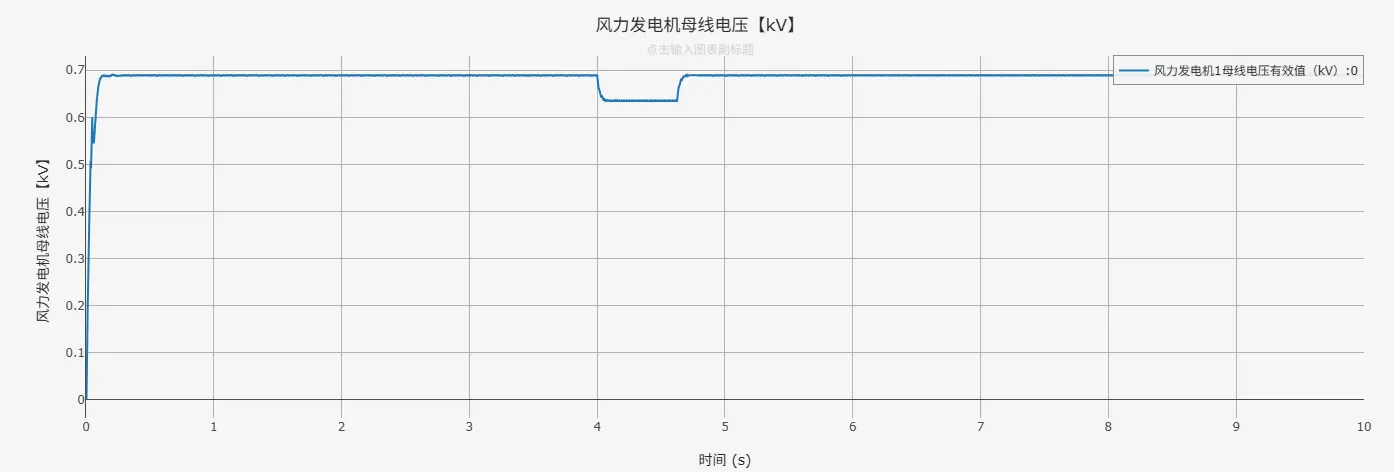 风力发电机母线电压【kV】
点击输入图表副标题
风力发电机1母线电压有效值（kV）:0
0.7
0.6
0.5
0.4
0.3
0.2
0.1
0
风力发电机母线电压【kV】
0 1 2 3 4 5 6 7 8 9 10
时间 (s)